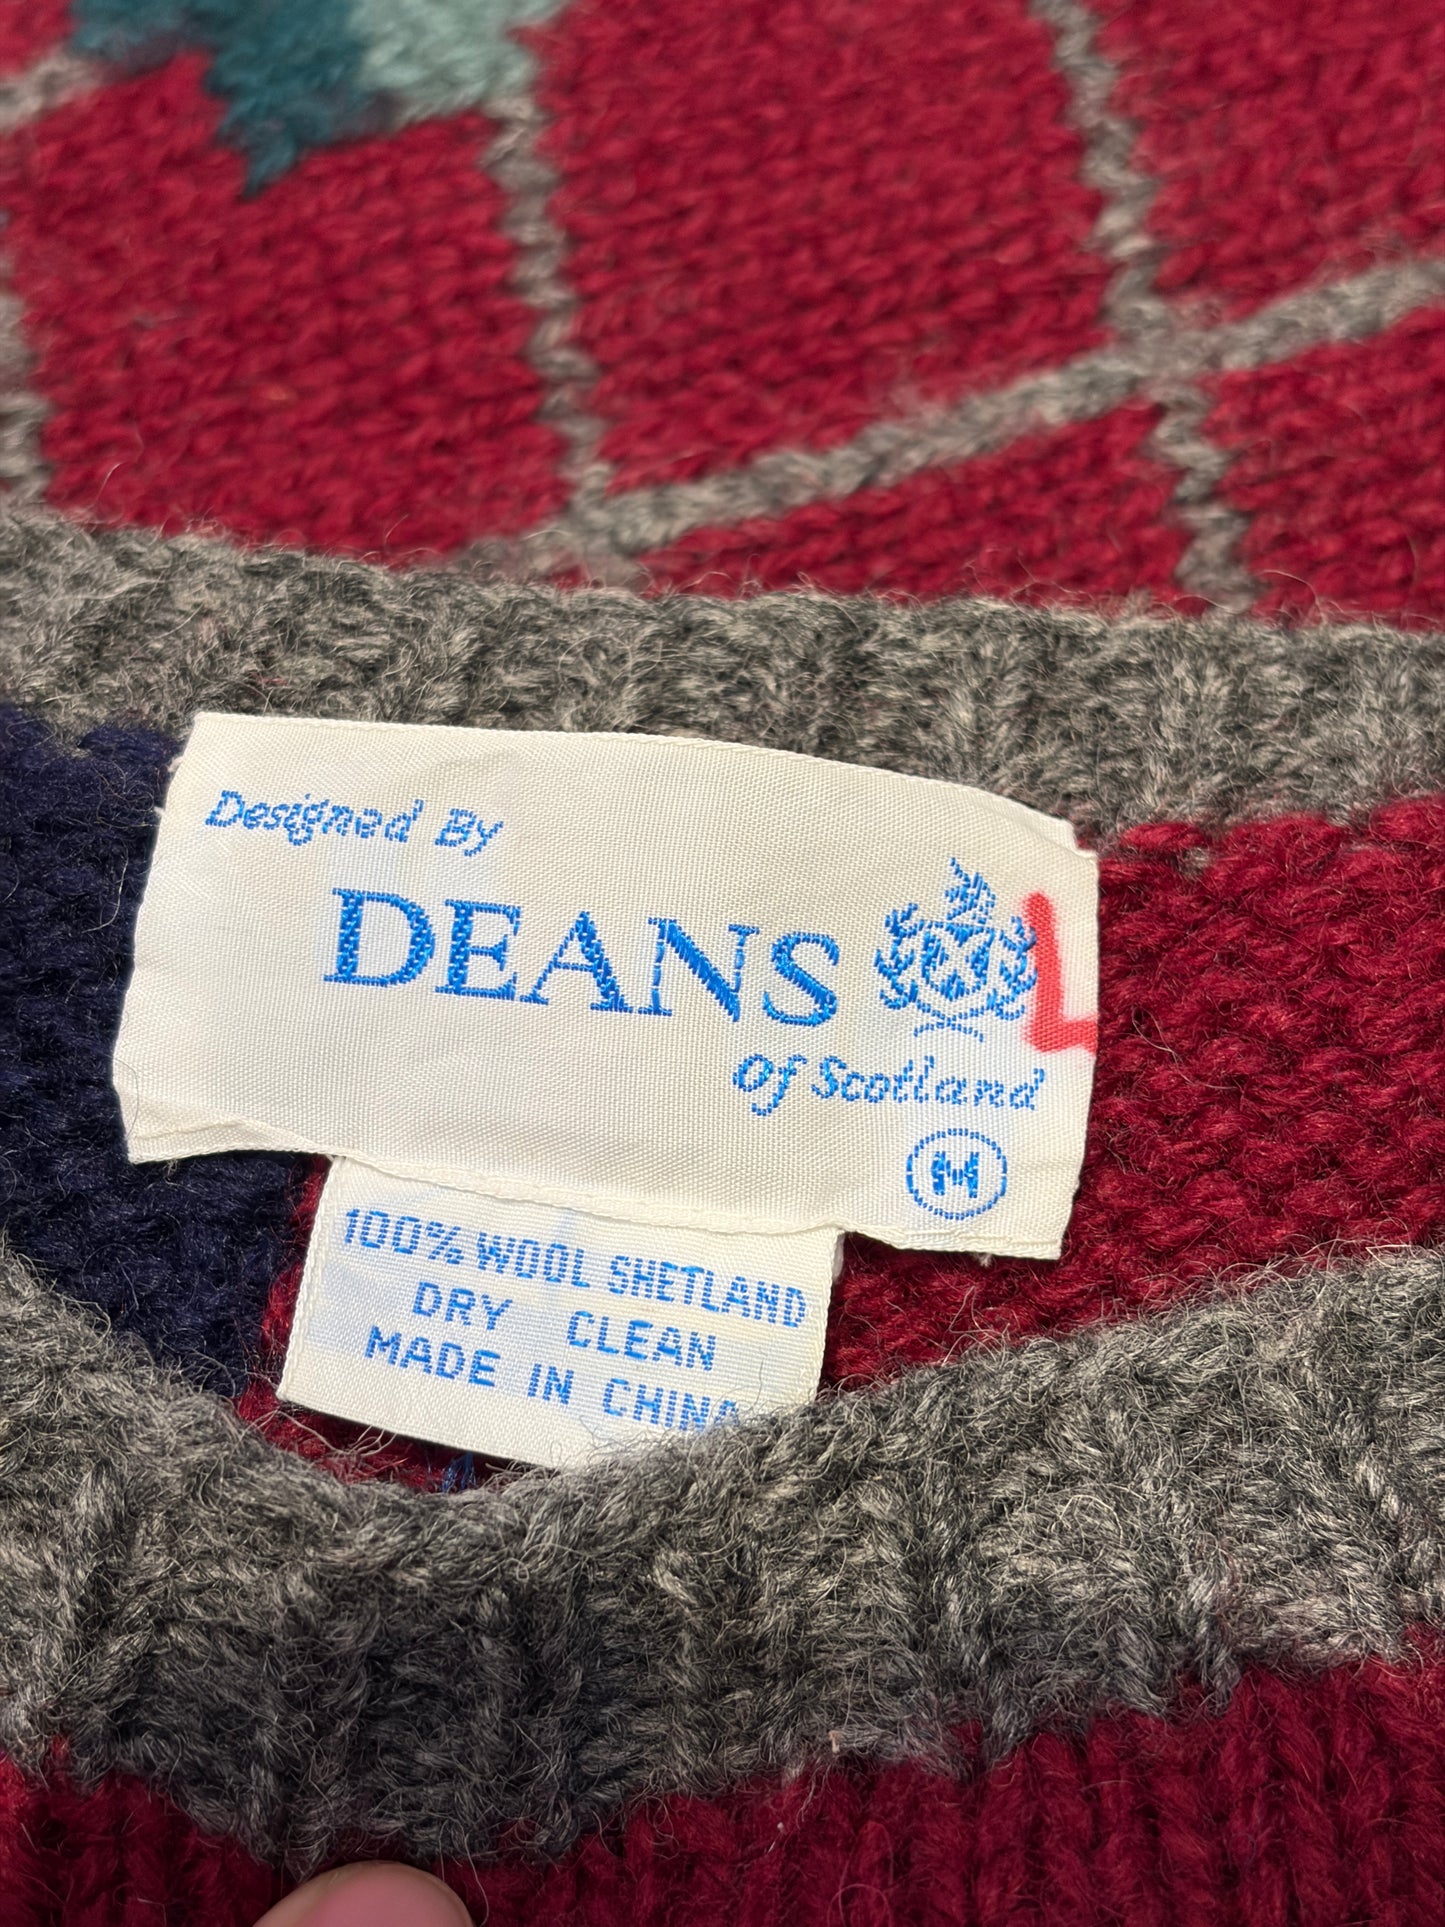 Designed By
DEANS
L
Of Scotland
M
100% WOOL SHETLAND
DRY CLEAN
MADE IN CHINA